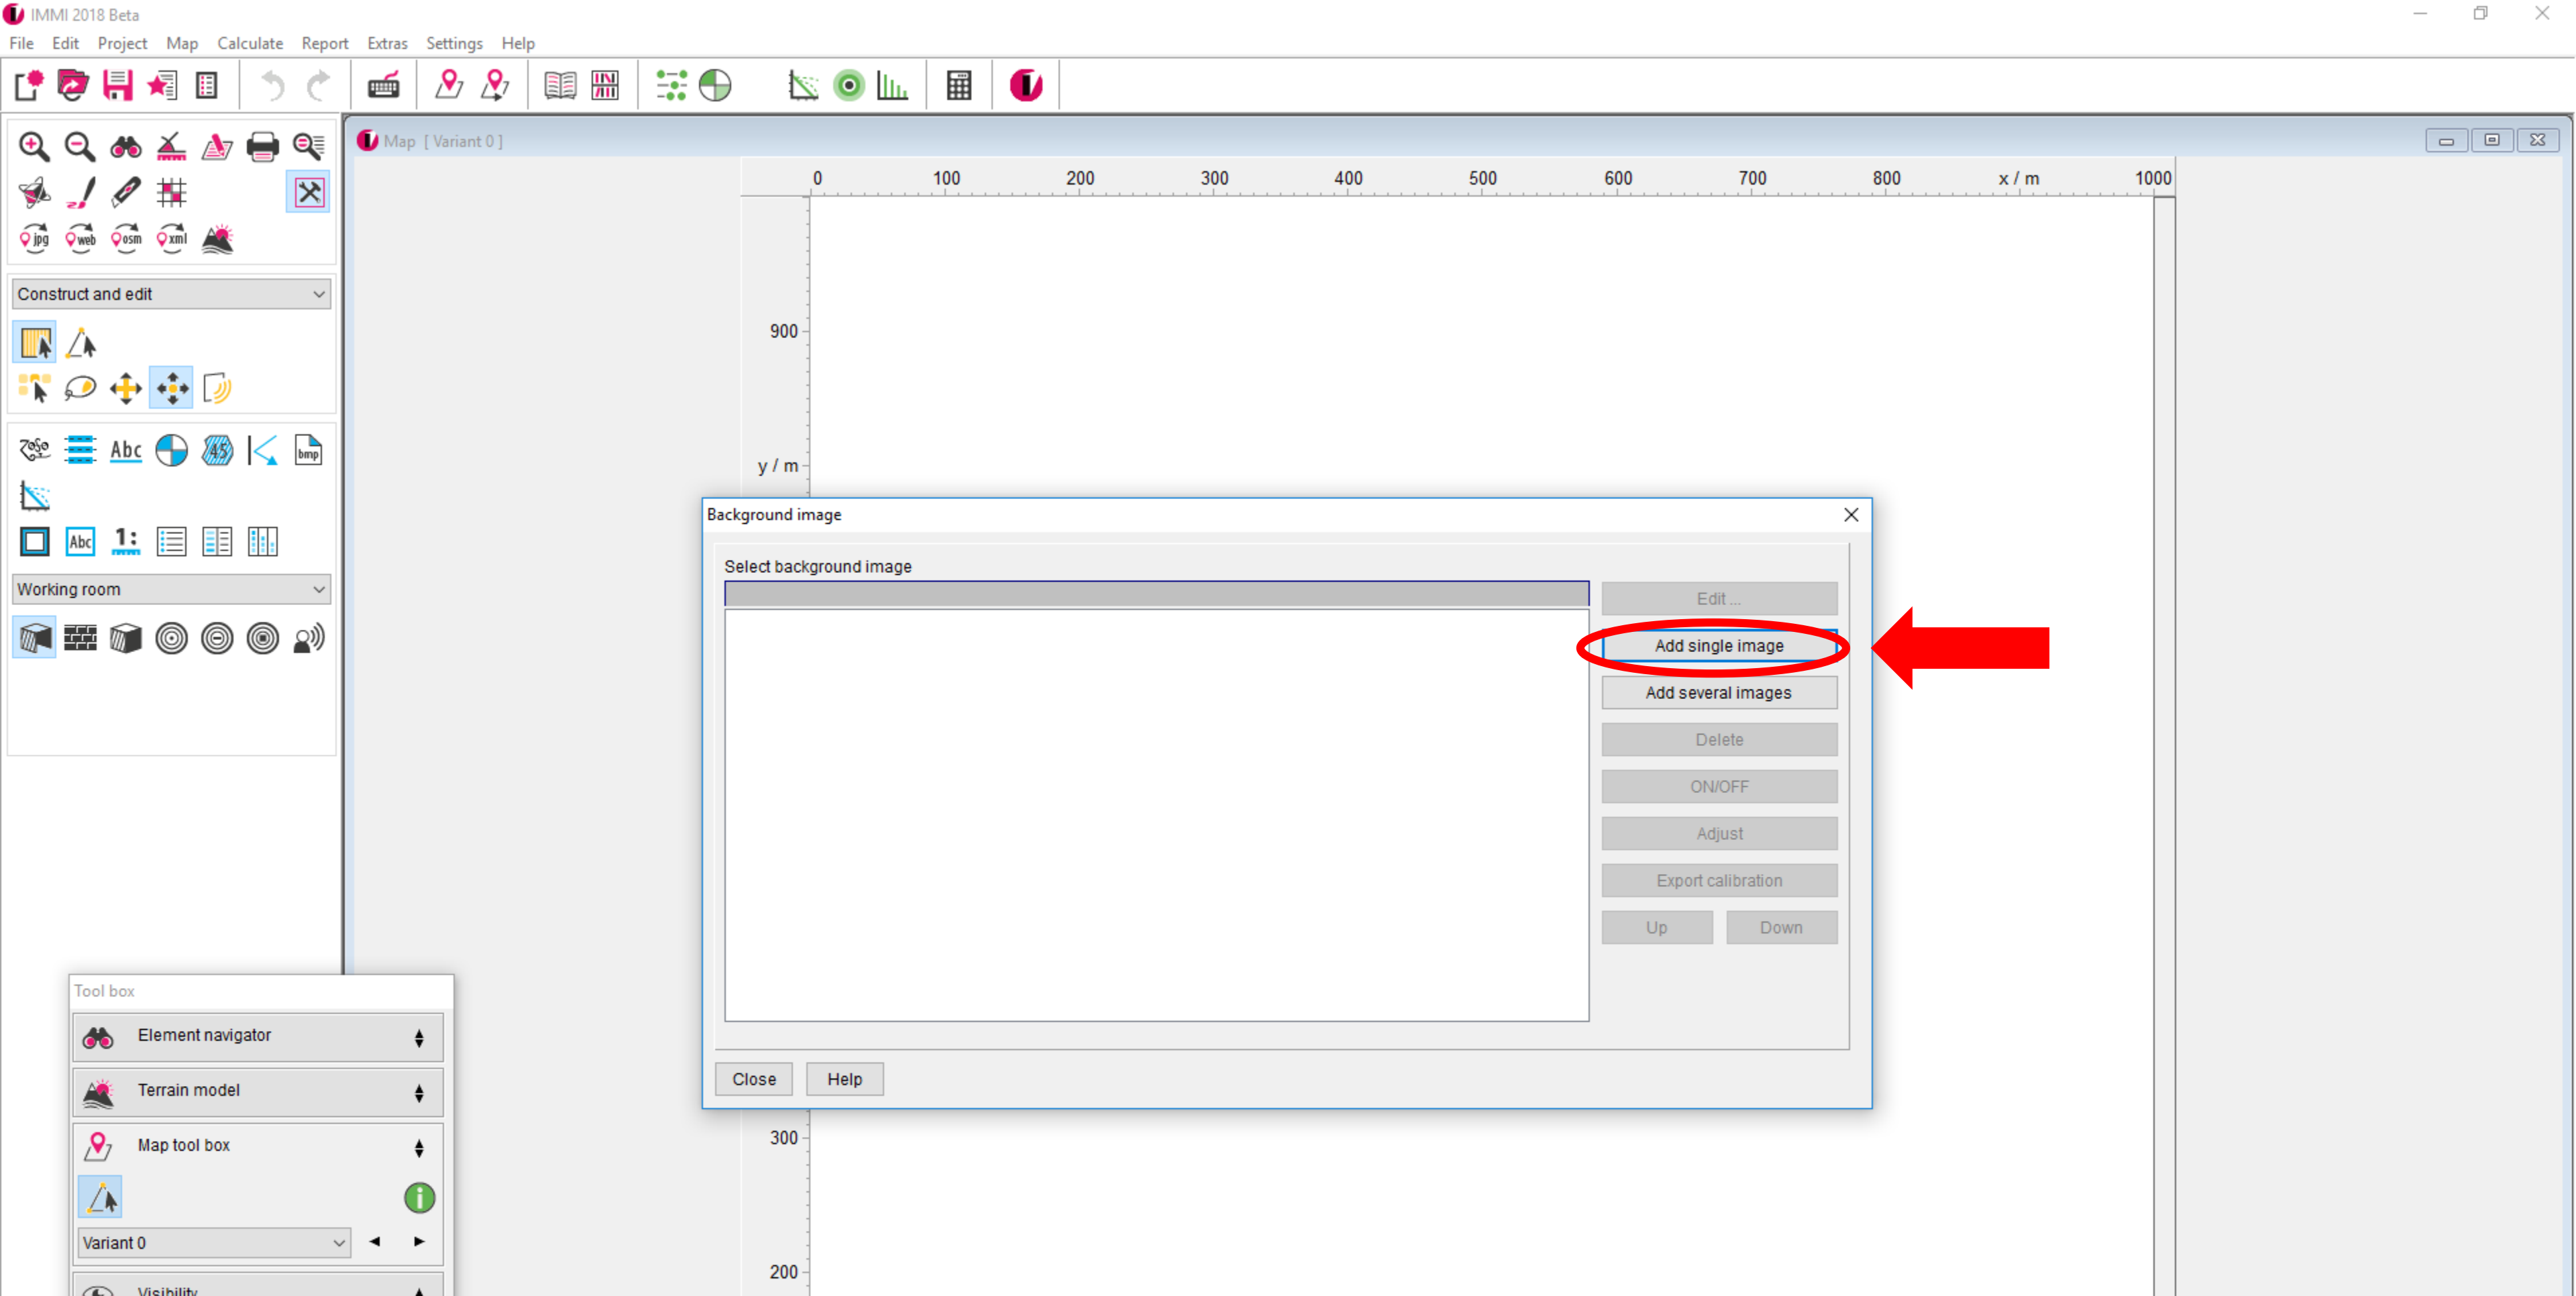 IMMI 2018 Beta
File Edit Project Map Calculate Report Extras Settings Help
Map [ Variant 0 ]
0 100 200 300 400 500 600 700 800 x / m 1000
jpg web osm xml
Construct and edit
900
Abc 45 bmp
y / m
Abc 1:
Working room
Background image
Select background image
Edit ...
Add single image
Add several images
Delete
ON/OFF
Adjust
Export calibration
Up Down
Close Help
Tool box
Element navigator
Terrain model
Map tool box
Variant 0
Visibility
300
200